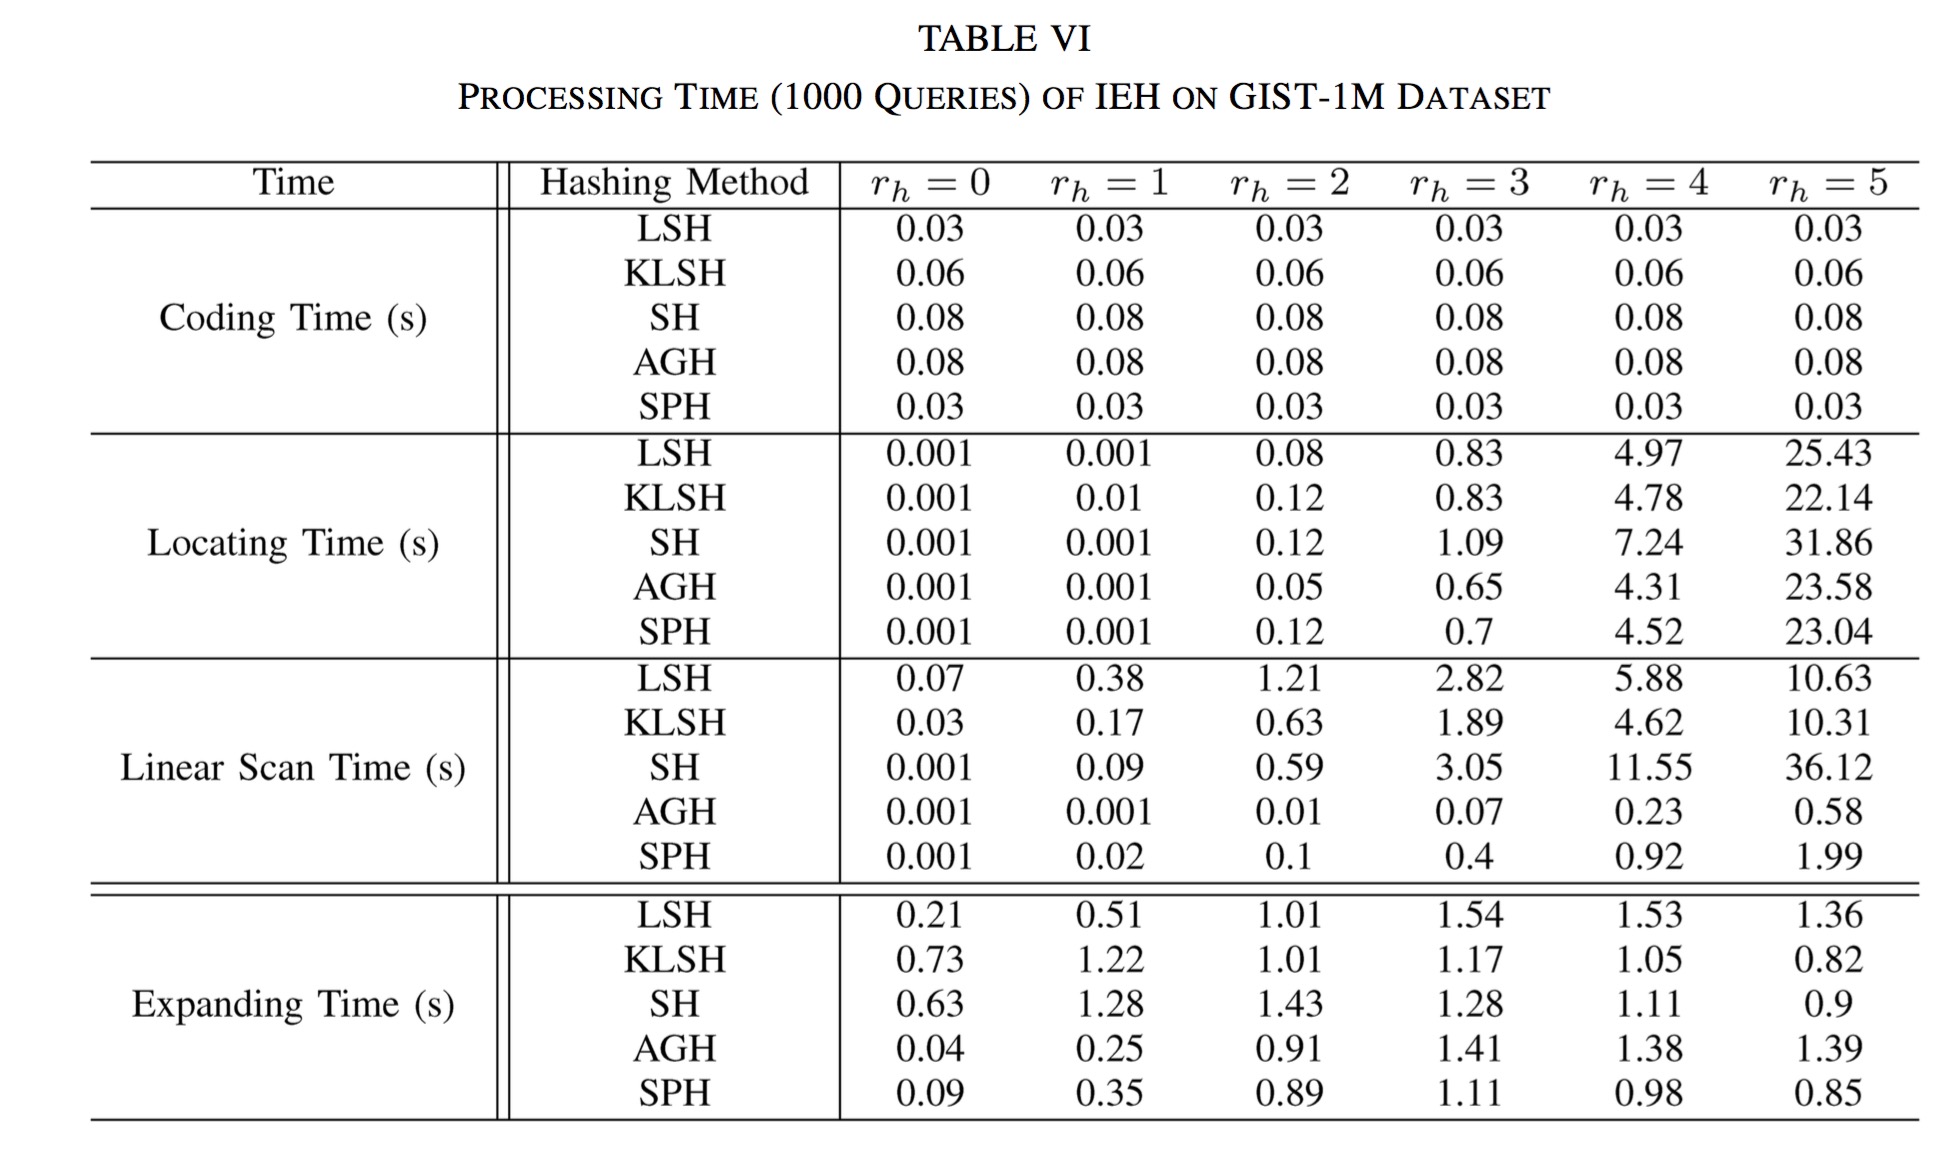 TABLE VI
PROCESSING TIME (1000 QUERIES) OF IEH ON GIST-1M DATASET
Time Hashing Method r_h = 0 r_h = 1 r_h = 2 r_h = 3 r_h = 4 r_h = 5
LSH 0.03 0.03 0.03 0.03 0.03 0.03
KLSH 0.06 0.06 0.06 0.06 0.06 0.06
Coding Time (s) SH 0.08 0.08 0.08 0.08 0.08 0.08
AGH 0.08 0.08 0.08 0.08 0.08 0.08
SPH 0.03 0.03 0.03 0.03 0.03 0.03
LSH 0.001 0.001 0.08 0.83 4.97 25.43
KLSH 0.001 0.01 0.12 0.83 4.78 22.14
Locating Time (s) SH 0.001 0.001 0.12 1.09 7.24 31.86
AGH 0.001 0.001 0.05 0.65 4.31 23.58
SPH 0.001 0.001 0.12 0.7 4.52 23.04
LSH 0.07 0.38 1.21 2.82 5.88 10.63
KLSH 0.03 0.17 0.63 1.89 4.62 10.31
Linear Scan Time (s) SH 0.001 0.09 0.59 3.05 11.55 36.12
AGH 0.001 0.001 0.01 0.07 0.23 0.58
SPH 0.001 0.02 0.1 0.4 0.92 1.99
LSH 0.21 0.51 1.01 1.54 1.53 1.36
KLSH 0.73 1.22 1.01 1.17 1.05 0.82
Expanding Time (s) SH 0.63 1.28 1.43 1.28 1.11 0.9
AGH 0.04 0.25 0.91 1.41 1.38 1.39
SPH 0.09 0.35 0.89 1.11 0.98 0.85